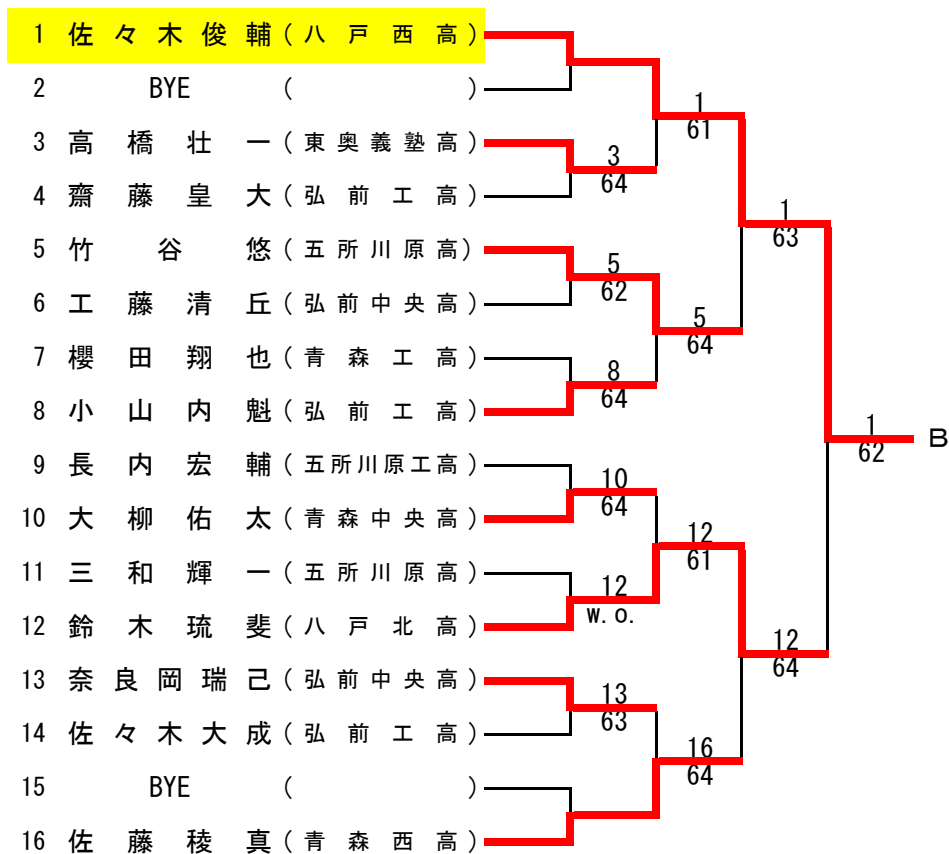 1 佐々木俊輔 (八戸西高)
2 BYE ( )
1
61
3 高橋壮一 (東奥義塾高)
3
64
4 齋藤皇大 (弘前工高)
1
63
5 竹谷悠 (五所川原高)
5
62
6 工藤清丘 (弘前中央高)
5
64
7 櫻田翔也 (青森工高)
8
64
8 小山内魁 (弘前工高)
1
62
B
9 長内宏輔 (五所川原工高)
10
64
10 大柳佑太 (青森中央高)
12
61
11 三和輝一 (五所川原高)
12
w.o.
12 鈴木琉斐 (八戸北高)
12
64
13 奈良岡瑞己 (弘前中央高)
13
63
14 佐々木大成 (弘前工高)
16
64
15 BYE ( )
16 佐藤稜真 (青森西高)